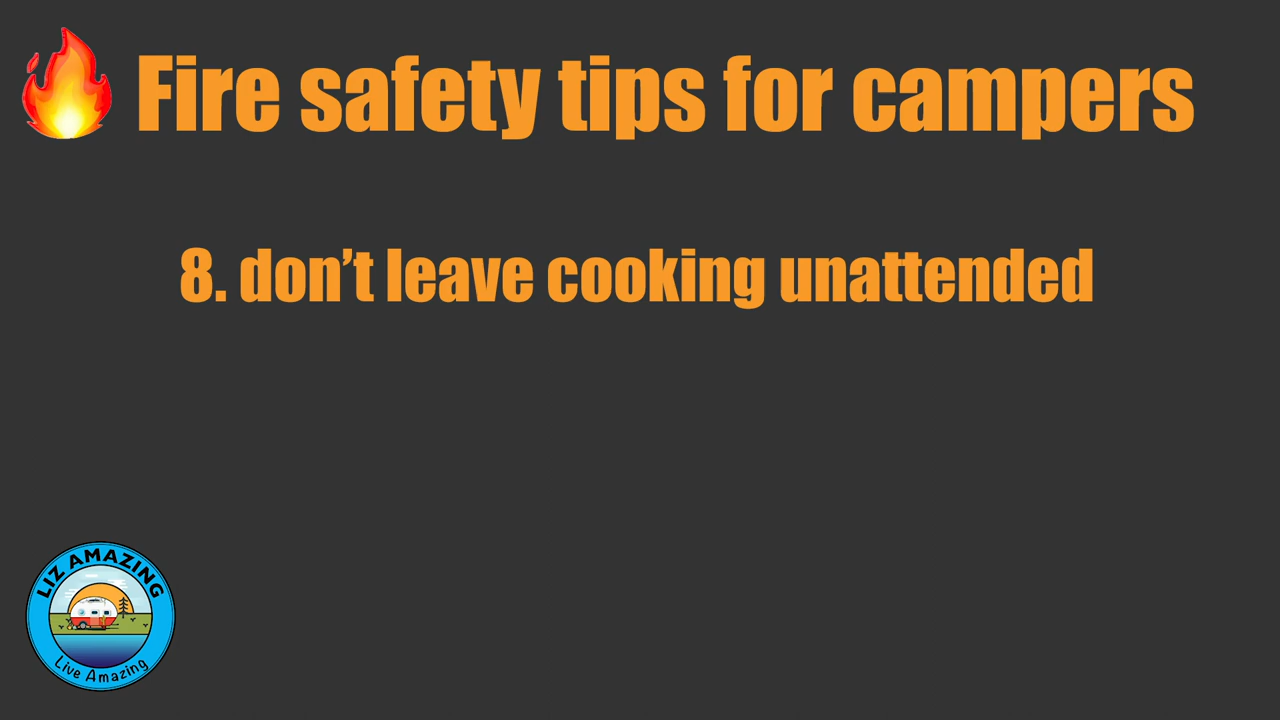 Fire safety tips for campers
8. don’t leave cooking unattended
LIZ AMAZING
Live Amazing